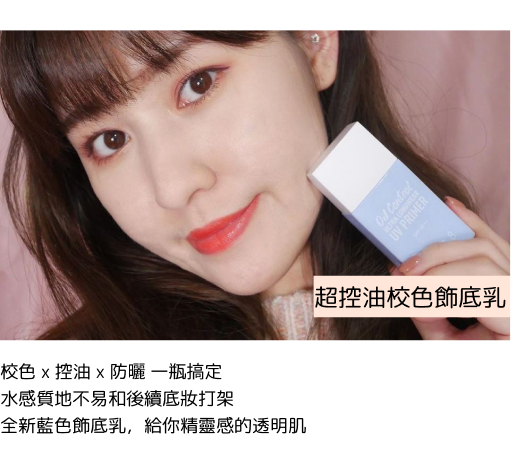 Oil Control
UV PRIMER
超控油校色飾底乳
校色 x 控油 x 防曬 一瓶搞定
水感質地不易和後續底妝打架
全新藍色飾底乳，給你精靈感的透明肌